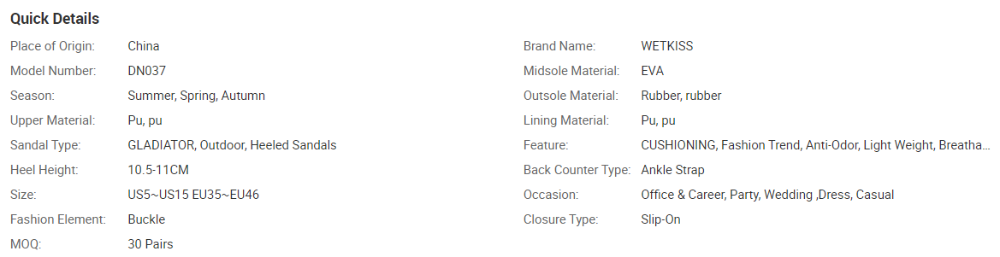 Quick Details
Place of Origin: China Brand Name: WETKISS
Model Number: DN037 Midsole Material: EVA
Season: Summer, Spring, Autumn Outsole Material: Rubber, rubber
Upper Material: Pu, pu Lining Material: Pu, pu
Sandal Type: GLADIATOR, Outdoor, Heeled Sandals Feature: CUSHIONING, Fashion Trend, Anti-Odor, Light Weight, Breatha...
Heel Height: 10.5-11CM Back Counter Type: Ankle Strap
Size: US5~US15 EU35~EU46 Occasion: Office & Career, Party, Wedding ,Dress, Casual
Fashion Element: Buckle Closure Type: Slip-On
MOQ: 30 Pairs